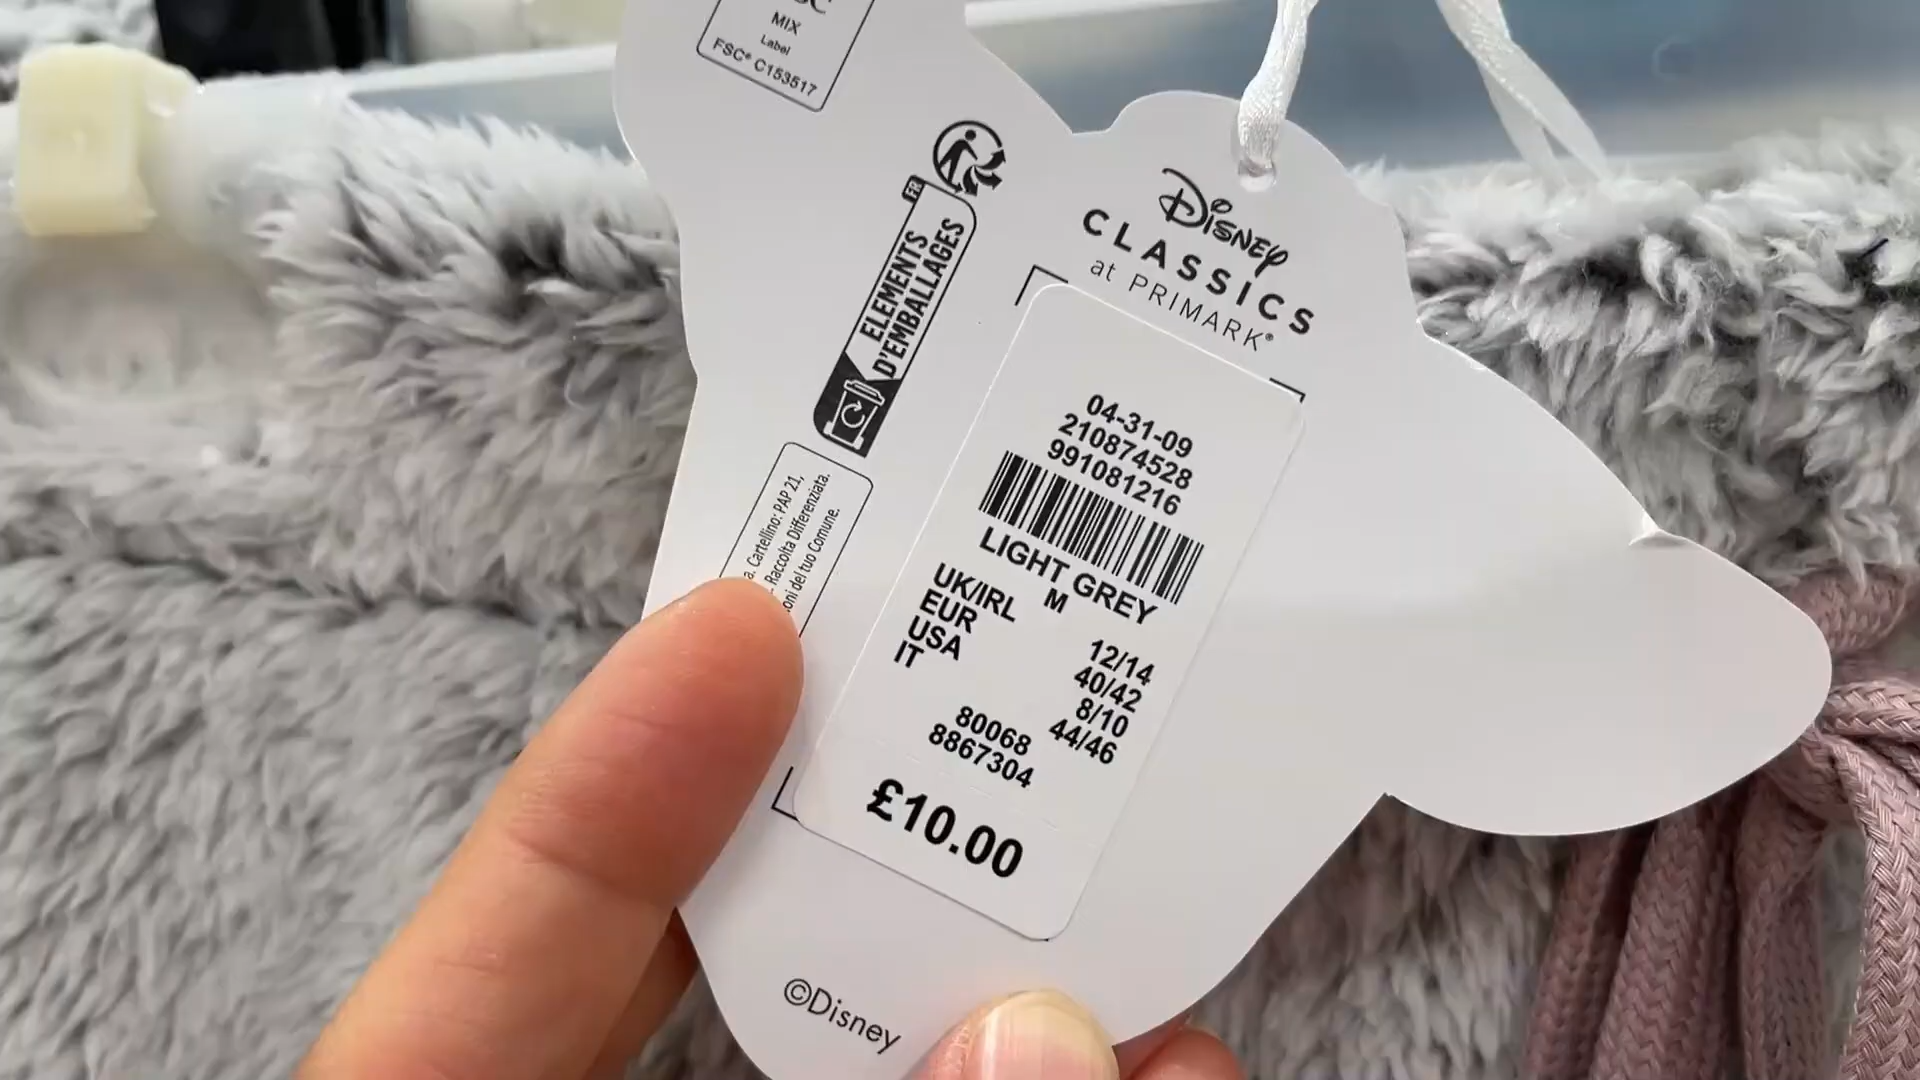 MIX
Label
FSC® C153517
FR
ELEMENTS
D'EMBALLAGES
a. Cartellino: PAP 21,
Raccolta Differenziata.
oni del tuo Comune.
Disney
CLASSICS
at PRIMARK®
04-31-09
210874528
991081216
LIGHT GREY
M
UK/IRL 12/14
EUR 40/42
USA 8/10
IT 44/46
80068
8867304
£10.00
©Disney